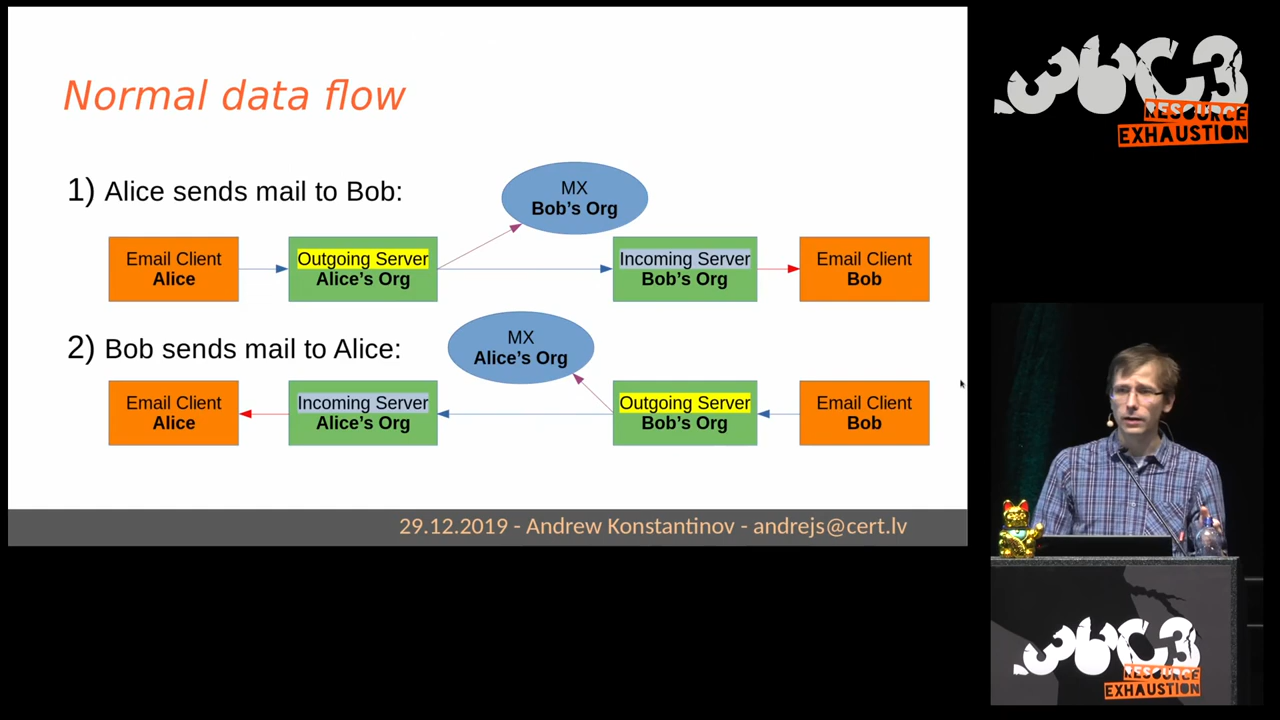 Normal data flow
1) Alice sends mail to Bob:
MX
Bob's Org
Email Client
Alice
Outgoing Server
Alice's Org
Incoming Server
Bob's Org
Email Client
Bob
2) Bob sends mail to Alice:
MX
Alice's Org
Email Client
Alice
Incoming Server
Alice's Org
Outgoing Server
Bob's Org
Email Client
Bob
29.12.2019 - Andrew Konstantinov - andrejs@cert.lv
36C3
RESOURCE
EXHAUSTION
36C3
RESOURCE
EXHAUSTION